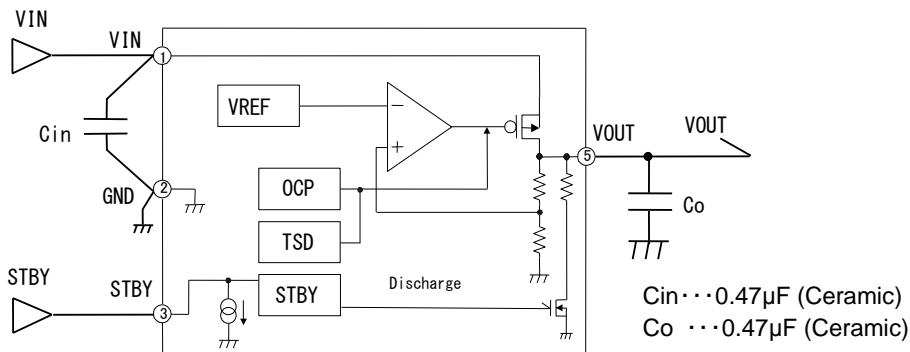 VIN
VIN
1
VREF
−
+
VOUT
VOUT
5
Cin
GND
2
OCP
TSD
Co
STBY
STBY
3
STBY
Discharge
Cin···0.47μF (Ceramic)
Co ···0.47μF (Ceramic)